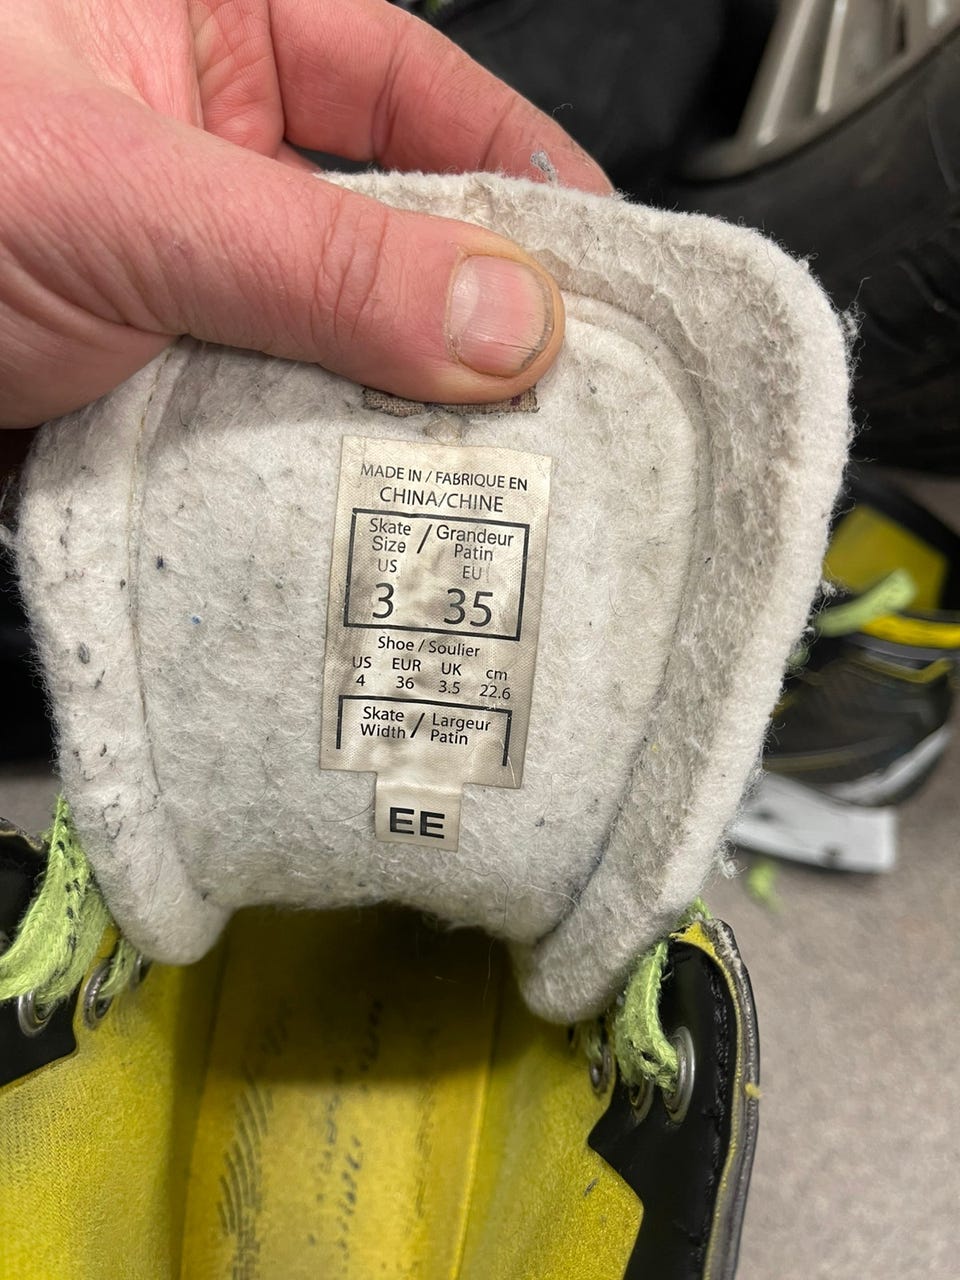 MADE IN / FABRIQUE EN
CHINA/CHINE
Skate Size / Grandeur Patin
US EU
3 35
Shoe / Soulier
US EUR UK cm
4 36 3.5 22.6
Skate Width / Largeur Patin
EE